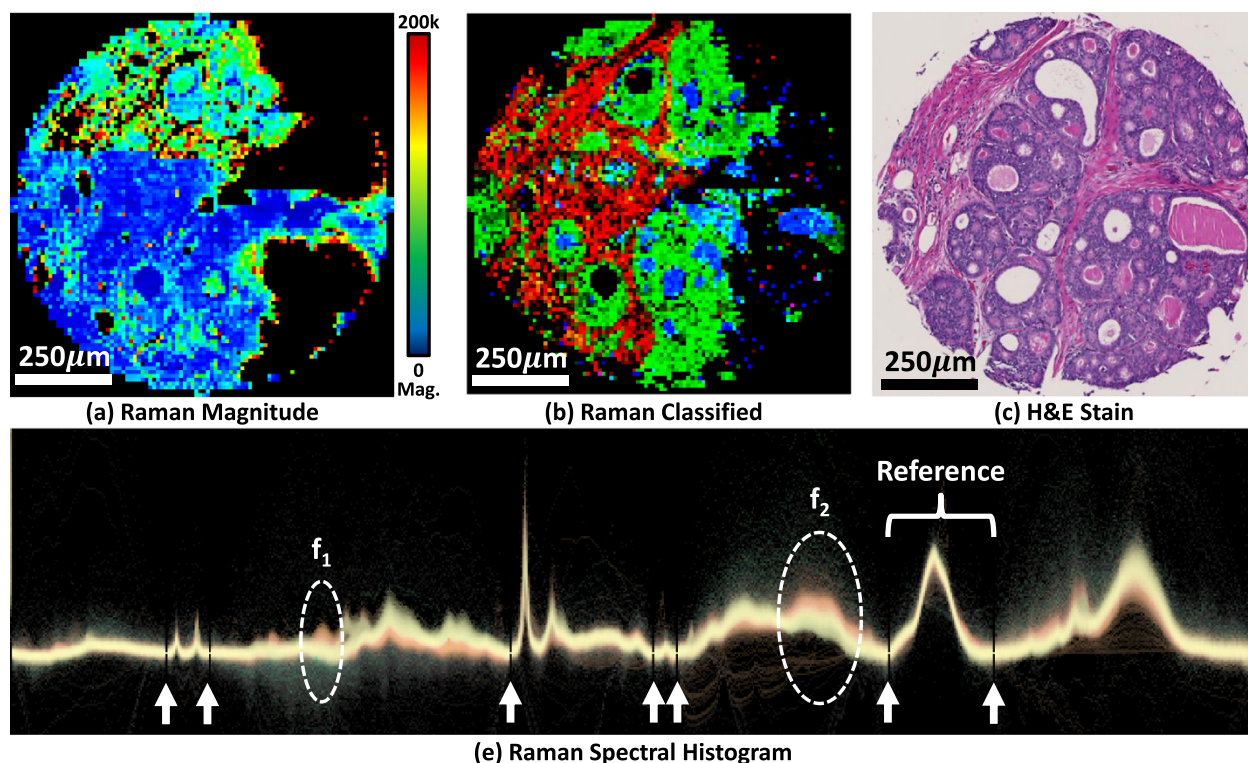 200k
0
Mag.
250μm
250μm
250μm
(a) Raman Magnitude
(b) Raman Classified
(c) H&E Stain
Reference
f₂
f₁
(e) Raman Spectral Histogram